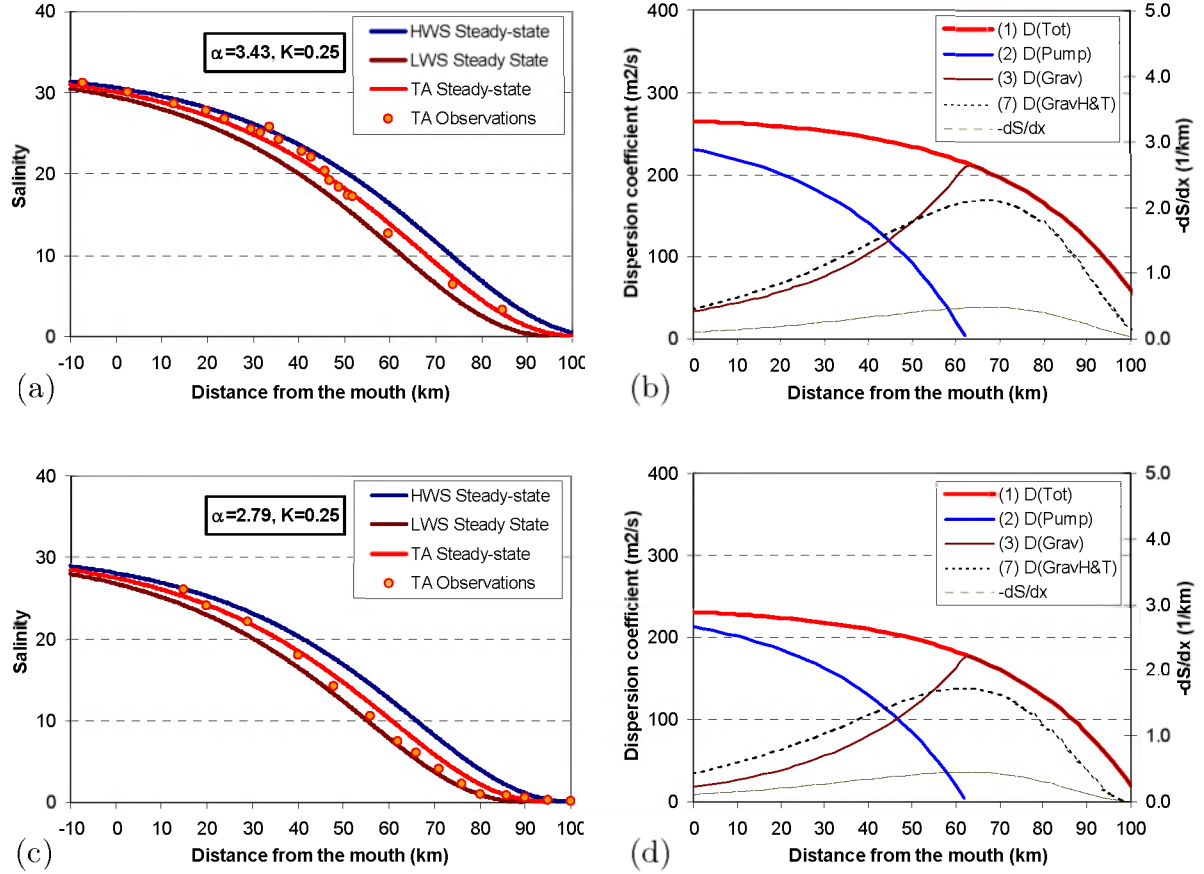 40
30
20
10
0
Salinity
α=3.43, K=0.25
HWS Steady-state
LWS Steady State
TA Steady-state
TA Observations
-10 0 10 20 30 40 50 60 70 80 90 100
Distance from the mouth (km)
(a)
400
300
200
100
0
Dispersion coefficient (m2/s)
(1) D(Tot)
(2) D(Pump)
(3) D(Grav)
(7) D(GravH&T)
-dS/dx
5.0
4.0
3.0
2.0
1.0
0.0
-dS/dx (1/km)
0 10 20 30 40 50 60 70 80 90 100
Distance from the mouth (km)
(b)
40
30
20
10
0
Salinity
α=2.79, K=0.25
HWS Steady-state
LWS Steady State
TA Steady-state
TA Observations
-10 0 10 20 30 40 50 60 70 80 90 100
Distance from the mouth (km)
(c)
400
300
200
100
0
Dispersion coefficient (m2/s)
(1) D(Tot)
(2) D(Pump)
(3) D(Grav)
(7) D(GravH&T)
-dS/dx
5.0
4.0
3.0
2.0
1.0
0.0
-dS/dx (1/km)
0 10 20 30 40 50 60 70 80 90 100
Distance from the mouth (km)
(d)